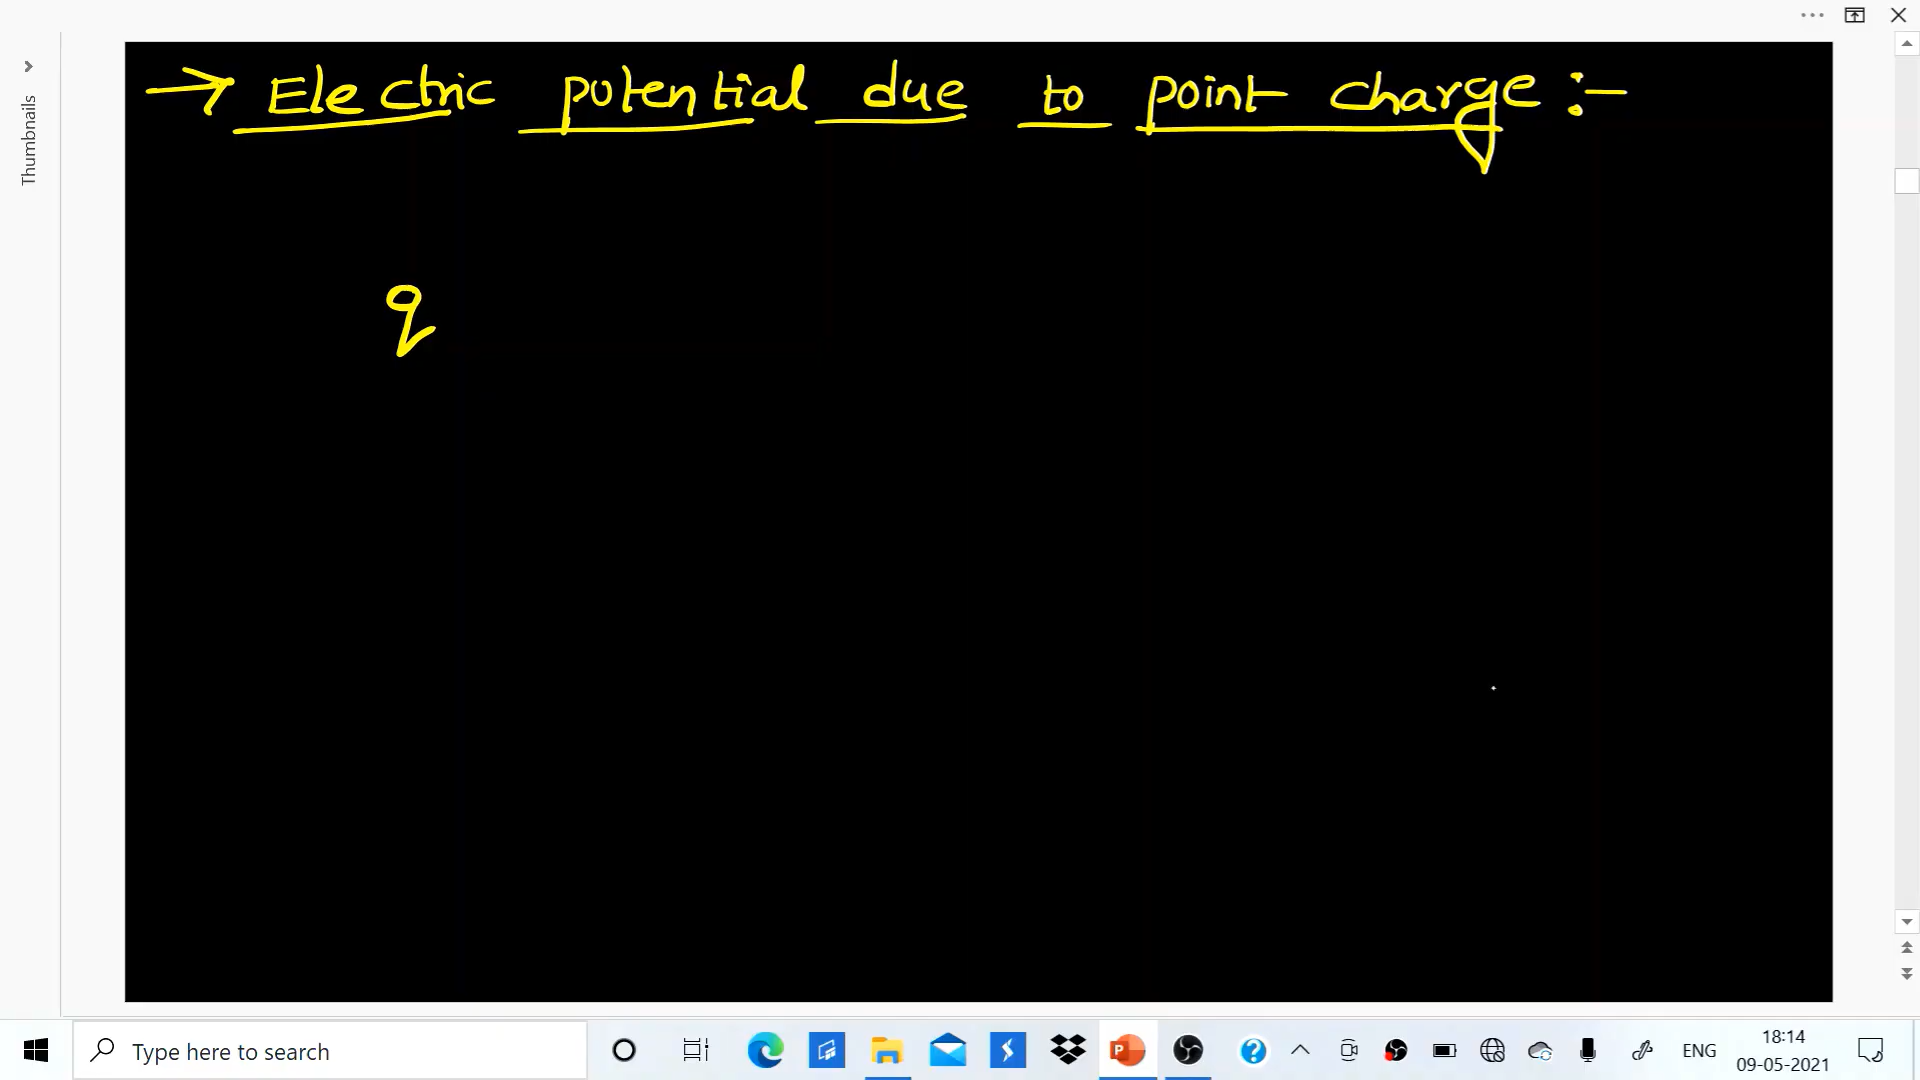 → Electric potential due to point charge :-
q
Thumbnails
Type here to search
ENG
18:14
09-05-2021